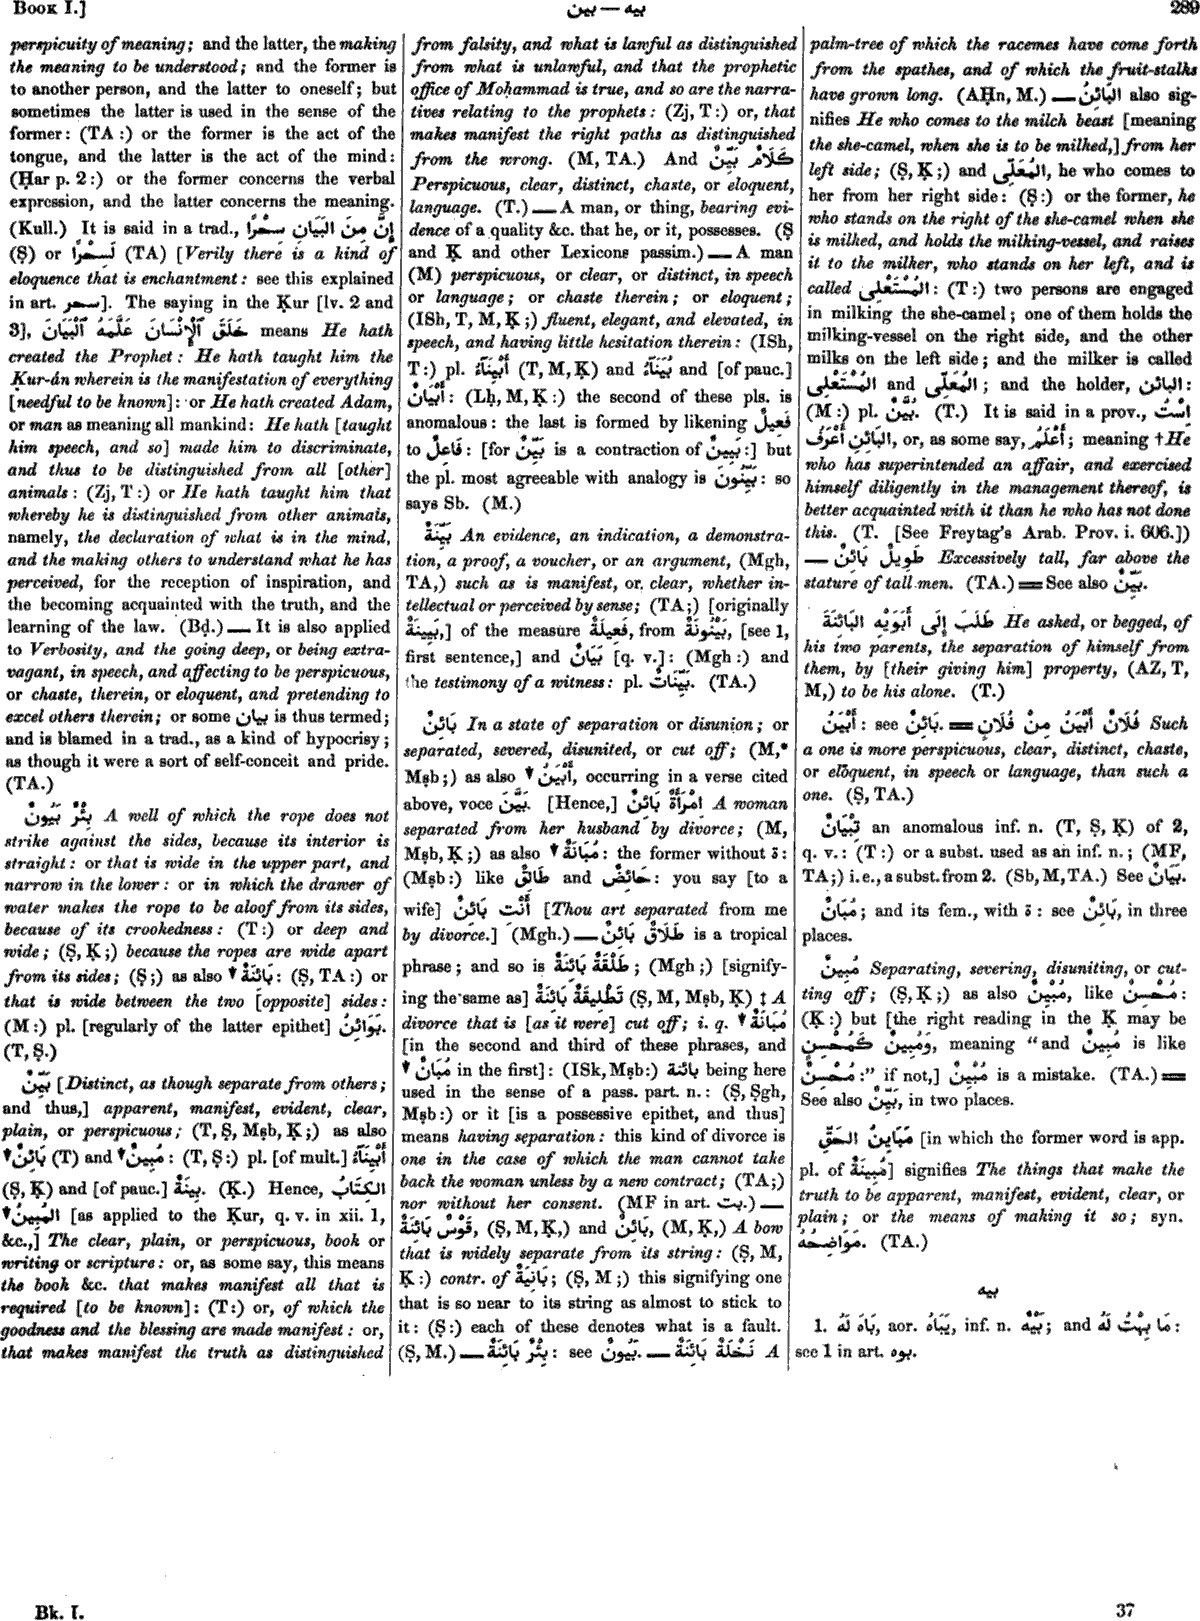 BOOK I.]
بين — بيه
289
perspicuity of meaning; and the latter, the making
the meaning to be understood; and the former is
to another person, and the latter to oneself; but
sometimes the latter is used in the sense of the
former: (TA:) or the former is the act of the
tongue, and the latter is the act of the mind:
(Ḥar p. 2:) or the former concerns the verbal
expression, and the latter concerns the meaning.
(Kull.) It is said in a trad., إِنَّ مِنَ البَيَانِ سِحْرًا
(Ṣ) or لَسِحْرًا (TA) [Verily there is a kind of
eloquence that is enchantment: see this explained
in art. سحر]. The saying in the Ḳur [lv. 2 and
3], خَلَقَ ٱلْإِنْسَانَ عَلَّمَهُ ٱلْبَيَانَ means He hath
created the Prophet: He hath taught him the
Ḳur-án wherein is the manifestation of everything
[needful to be known]: or He hath created Adam,
or man as meaning all mankind: He hath [taught
him speech, and so] made him to discriminate,
and thus to be distinguished from all [other]
animals: (Zj, T:) or He hath taught him that
whereby he is distinguished from other animals,
namely, the declaration of what is in the mind,
and the making others to understand what he has
perceived, for the reception of inspiration, and
the becoming acquainted with the truth, and the
learning of the law. (Bḍ.) — It is also applied
to Verbosity, and the going deep, or being extra-
vagant, in speech, and affecting to be perspicuous,
or chaste, therein, or eloquent, and pretending to
excel others therein; or some بيان is thus termed;
and is blamed in a trad., as a kind of hypocrisy;
as though it were a sort of self-conceit and pride.
(TA.)
بِئْرٌ بَيُونٌ A well of which the rope does not
strike against the sides, because its interior is
straight: or that is wide in the upper part, and
narrow in the lower: or in which the drawer of
water makes the rope to be aloof from its sides,
because of its crookedness: (T:) or deep and
wide; (Ṣ, Ḳ;) because the ropes are wide apart
from its sides; (Ṣ;) as also ▼ بَائِنَةٌ: (Ṣ, TA:) or
that is wide between the two [opposite] sides:
(M:) pl. [regularly of the latter epithet] بَوَائِنُ.
(T, Ṣ.)
بَيِّنٌ [Distinct, as though separate from others;
and thus,] apparent, manifest, evident, clear,
plain, or perspicuous; (T, Ṣ, Mṣb, Ḳ;) as also
▼ بَائِنٌ (T) and ▼ مُبِينٌ: (T, Ṣ:) pl. [of mult.] أَبْيِنَآءُ
(Ṣ, Ḳ) and [of pauc.] بِينَةٌ. (Ḳ.) Hence, الكِتَابُ
▼ المُبِينُ [as applied to the Ḳur, q. v. in xii. 1,
&c.,] The clear, plain, or perspicuous, book or
writing or scripture: or, as some say, this means
the book &c. that makes manifest all that is
required [to be known]: (T:) or, of which the
goodness and the blessing are made manifest: or,
that makes manifest the truth as distinguished
from falsity, and what is lawful as distinguished
from what is unlawful, and that the prophetic
office of Moḥammad is true, and so are the narra-
tives relating to the prophets: (Zj, T:) or, that
makes manifest the right paths as distinguished
from the wrong. (M, TA.) And كَلَامٌ بَيِّنٌ
Perspicuous, clear, distinct, chaste, or eloquent,
language. (T.) — A man, or thing, bearing evi-
dence of a quality &c. that he, or it, possesses. (Ṣ
and Ḳ and other Lexicons passim.) — A man
(M) perspicuous, or clear, or distinct, in speech
or language; or chaste therein; or eloquent;
(ISh, T, M, Ḳ;) fluent, elegant, and elevated, in
speech, and having little hesitation therein: (ISh,
T:) pl. أَبْيِنَآءُ (T, M, Ḳ) and بُيَنَآءُ and [of pauc.]
أَبْيَانٌ: (Lḥ, M, Ḳ:) the second of these pls. is
anomalous: the last is formed by likening فَعِيلٌ
to فَاعِلٌ: [for بَيِّنٌ is a contraction of بَيِينٌ:] but
the pl. most agreeable with analogy is بَيِّنُونَ: so
says Sb. (M.)
بَيِّنَةٌ An evidence, an indication, a demonstra-
tion, a proof, a voucher, or an argument, (Mgh,
TA,) such as is manifest, or clear, whether in-
tellectual or perceived by sense; (TA;) [originally
بَيِينَةٌ,] of the measure فَعِيلَةٌ, from بَيْنُونَةٌ, [see 1,
first sentence,] and بَيَانٌ [q. v.]: (Mgh:) and
the testimony of a witness: pl. بَيِّنَاتٌ. (TA.)
بَائِنٌ In a state of separation or disunion; or
separated, severed, disunited, or cut off; (M,*
Mṣb;) as also ▼ أَبْيَنُ, occurring in a verse cited
above, voce بَيَّنَ. [Hence,] اِمْرَأَةٌ بَائِنٌ A woman
separated from her husband by divorce; (M,
Mṣb, Ḳ;) as also ▼ مُبَانَةٌ: the former without ة:
(Mṣb:) like طَالِقٌ and حَائِضٌ: you say [to a
wife] أَنْتِ بَائِنٌ [Thou art separated from me
by divorce.] (Mgh.) — طَلَاقٌ بَائِنٌ is a tropical
phrase; and so is طَلْقَةٌ بَائِنَةٌ; (Mgh;) [signify-
ing the same as] تَطْلِيقَةٌ بَائِنَةٌ (Ṣ, M, Mṣb, Ḳ) ‡ A
divorce that is [as it were] cut off; i. q. ▼ مُبَانَةٌ
[in the second and third of these phrases, and
▼ مُبَانٌ in the first]: (ISk, Mṣb:) بائنة being here
used in the sense of a pass. part. n.: (Ṣ, Ṣgh,
Mṣb:) or it [is a possessive epithet, and thus]
means having separation: this kind of divorce is
one in the case of which the man cannot take
back the woman unless by a new contract; (TA;)
nor without her consent. (MF in art. بت.) —
قَوْسٌ بَائِنَةٌ, (Ṣ, M, Ḳ,) and بَائِنٌ, (M, Ḳ,) A bow
that is widely separate from its string: (Ṣ, M,
Ḳ:) contr. of بَانِيَةٌ; (Ṣ, M;) this signifying one
that is so near to its string as almost to stick to
it: (Ṣ:) each of these denotes what is a fault.
(Ṣ, M.) — بِئْرٌ بَائِنَةٌ: see بَيُونٌ. — نَخْلَةٌ بَائِنَةٌ A
palm-tree of which the racemes have come forth
from the spathes, and of which the fruit-stalks
have grown long. (AḤn, M.) — البَائِنُ also sig-
nifies He who comes to the milch beast [meaning
the she-camel, when she is to be milked,] from her
left side; (Ṣ, Ḳ;) and المُعَلِّى, he who comes to
her from her right side: (Ṣ:) or the former, he
who stands on the right of the she-camel when she
is milked, and holds the milking-vessel, and raises
it to the milker, who stands on her left, and is
called المُسْتَعْلِى: (T:) two persons are engaged
in milking the she-camel; one of them holds the
milking-vessel on the right side, and the other
milks on the left side; and the milker is called
المُسْتَعْلِى and المُعَلِّى; and the holder, البائن:
(M:) pl. بُيَّنٌ. (T.) It is said in a prov., اِسْتُ
البَائِنِ أَعْرَفُ, or, as some say, أَعْلَمُ; meaning †He
who has superintended an affair, and exercised
himself diligently in the management thereof, is
better acquainted with it than he who has not done
this. (T. [See Freytag's Arab. Prov. i. 606.])
— طَوِيلٌ بَائِنٌ Excessively tall, far above the
stature of tall men. (TA.) = See also بَيِّنٌ.
طَلَبَ إِلَى أَبَوَيْهِ البَائِنَةَ He asked, or begged, of
his two parents, the separation of himself from
them, by [their giving him] property, (AZ, T,
M,) to be his alone. (T.)
أَبْيَنُ: see بَائِنٌ. = فُلَانٌ أَبْيَنُ مِنْ فُلَانٍ Such
a one is more perspicuous, clear, distinct, chaste,
or eloquent, in speech or language, than such a
one. (Ṣ, TA.)
تِبْيَانٌ an anomalous inf. n. (T, Ṣ, Ḳ) of 2,
q. v.: (T:) or a subst. used as an inf. n.; (MF,
TA;) i. e., a subst. from 2. (Sb, M, TA.) See بَيَانٌ.
مُبَانٌ; and its fem., with ة: see بَائِنٌ, in three
places.
مُبِينٌ Separating, severing, disuniting, or cut-
ting off; (Ṣ, Ḳ;) as also مُبْيِنٌ, like مُحْسِنٌ:
(Ḳ:) but [the right reading in the Ḳ may be
وَمُبِينٌ كَمُحْسِنٍ, meaning "and مُبِينٌ is like
مُحْسِنٌ:" if not,] مُبْيِنٌ is a mistake. (TA.) =
See also بَيِّنٌ, in two places.
مَبَايِنُ الحَقِّ [in which the former word is app.
pl. of مُبِينَةٌ] signifies The things that make the
truth to be apparent, manifest, evident, clear, or
plain; or the means of making it so; syn.
مَوَاضِحُهُ. (TA.)
بيه
1. بَاهَ لَهُ, aor. يَبَاهُ, inf. n. بَيْهٌ; and مَا بِهْتُ لَهُ:
see 1 in art. بوه.
Bk. I.
37